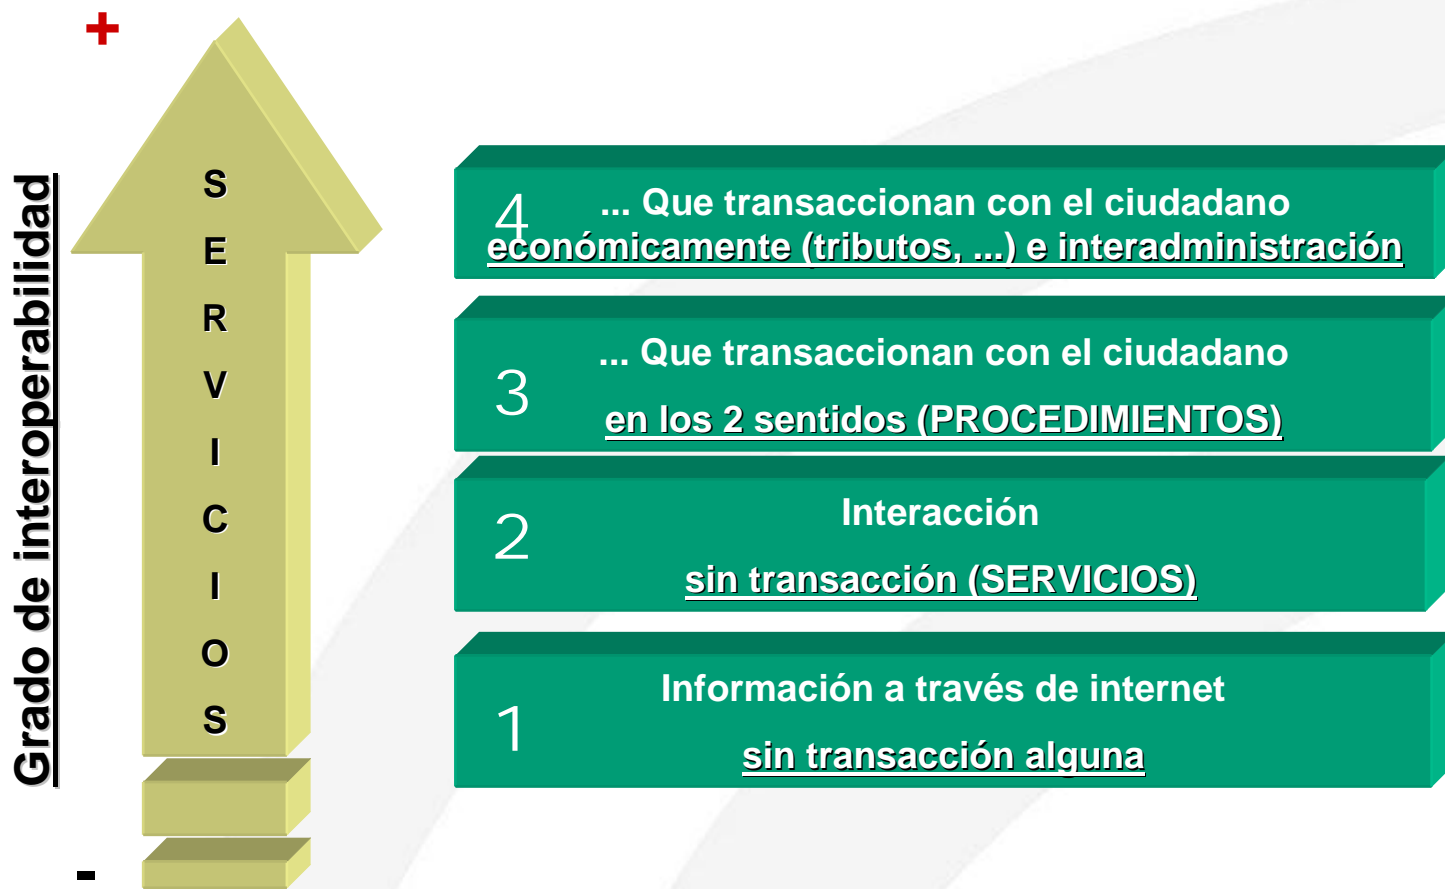 +
Grado de interoperabilidad
S
E
R
V
I
C
I
O
S
-
4
... Que transaccionan con el ciudadano
económicamente (tributos, ...) e interadministración
3
... Que transaccionan con el ciudadano
en los 2 sentidos (PROCEDIMIENTOS)
2
Interacción
sin transacción (SERVICIOS)
1
Información a través de internet
sin transacción alguna